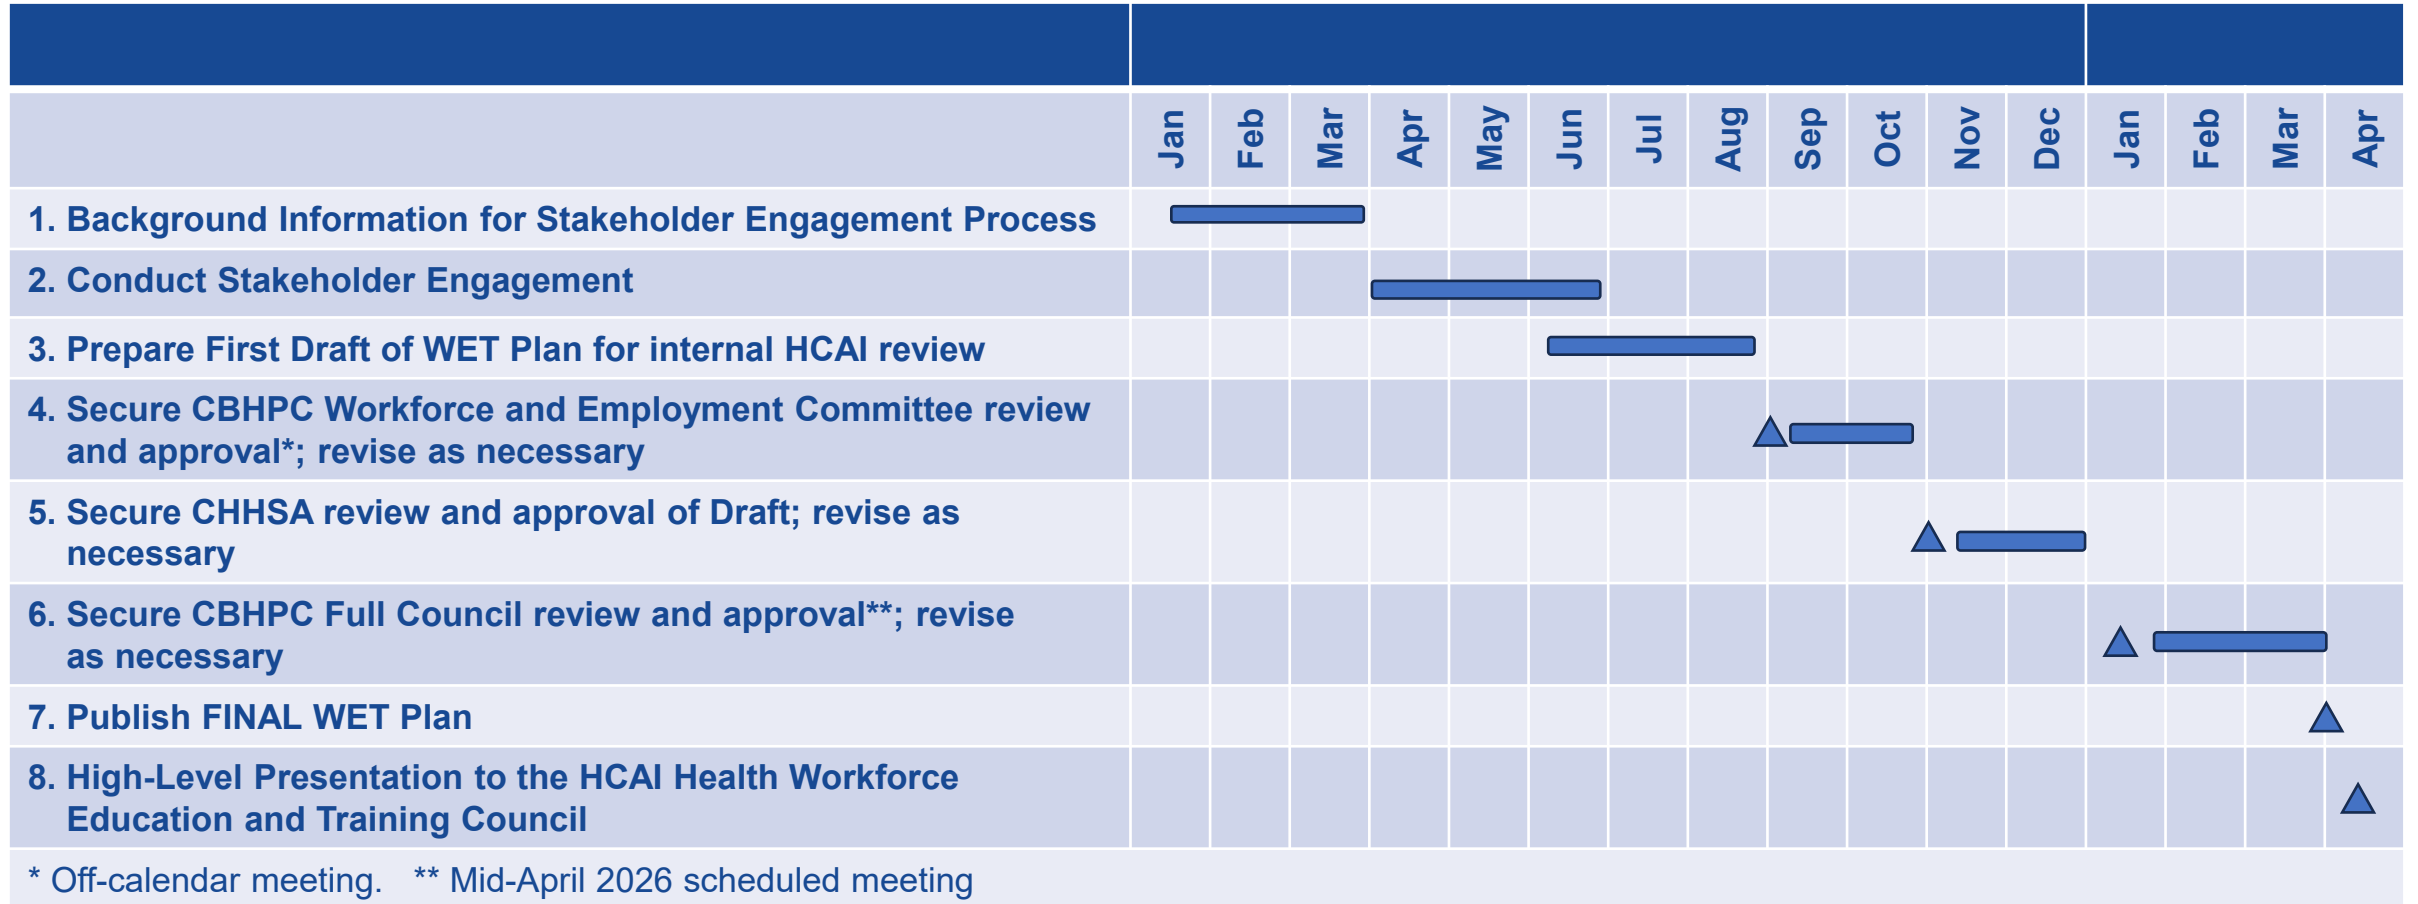 Jan Feb Mar Apr May Jun Jul Aug Sep Oct Nov Dec Jan Feb Mar Apr
1. Background Information for Stakeholder Engagement Process
2. Conduct Stakeholder Engagement
3. Prepare First Draft of WET Plan for internal HCAI review
4. Secure CBHPC Workforce and Employment Committee review
and approval*; revise as necessary
5. Secure CHHSA review and approval of Draft; revise as
necessary
6. Secure CBHPC Full Council review and approval**; revise
as necessary
7. Publish FINAL WET Plan
8. High-Level Presentation to the HCAI Health Workforce
Education and Training Council
* Off-calendar meeting. ** Mid-April 2026 scheduled meeting